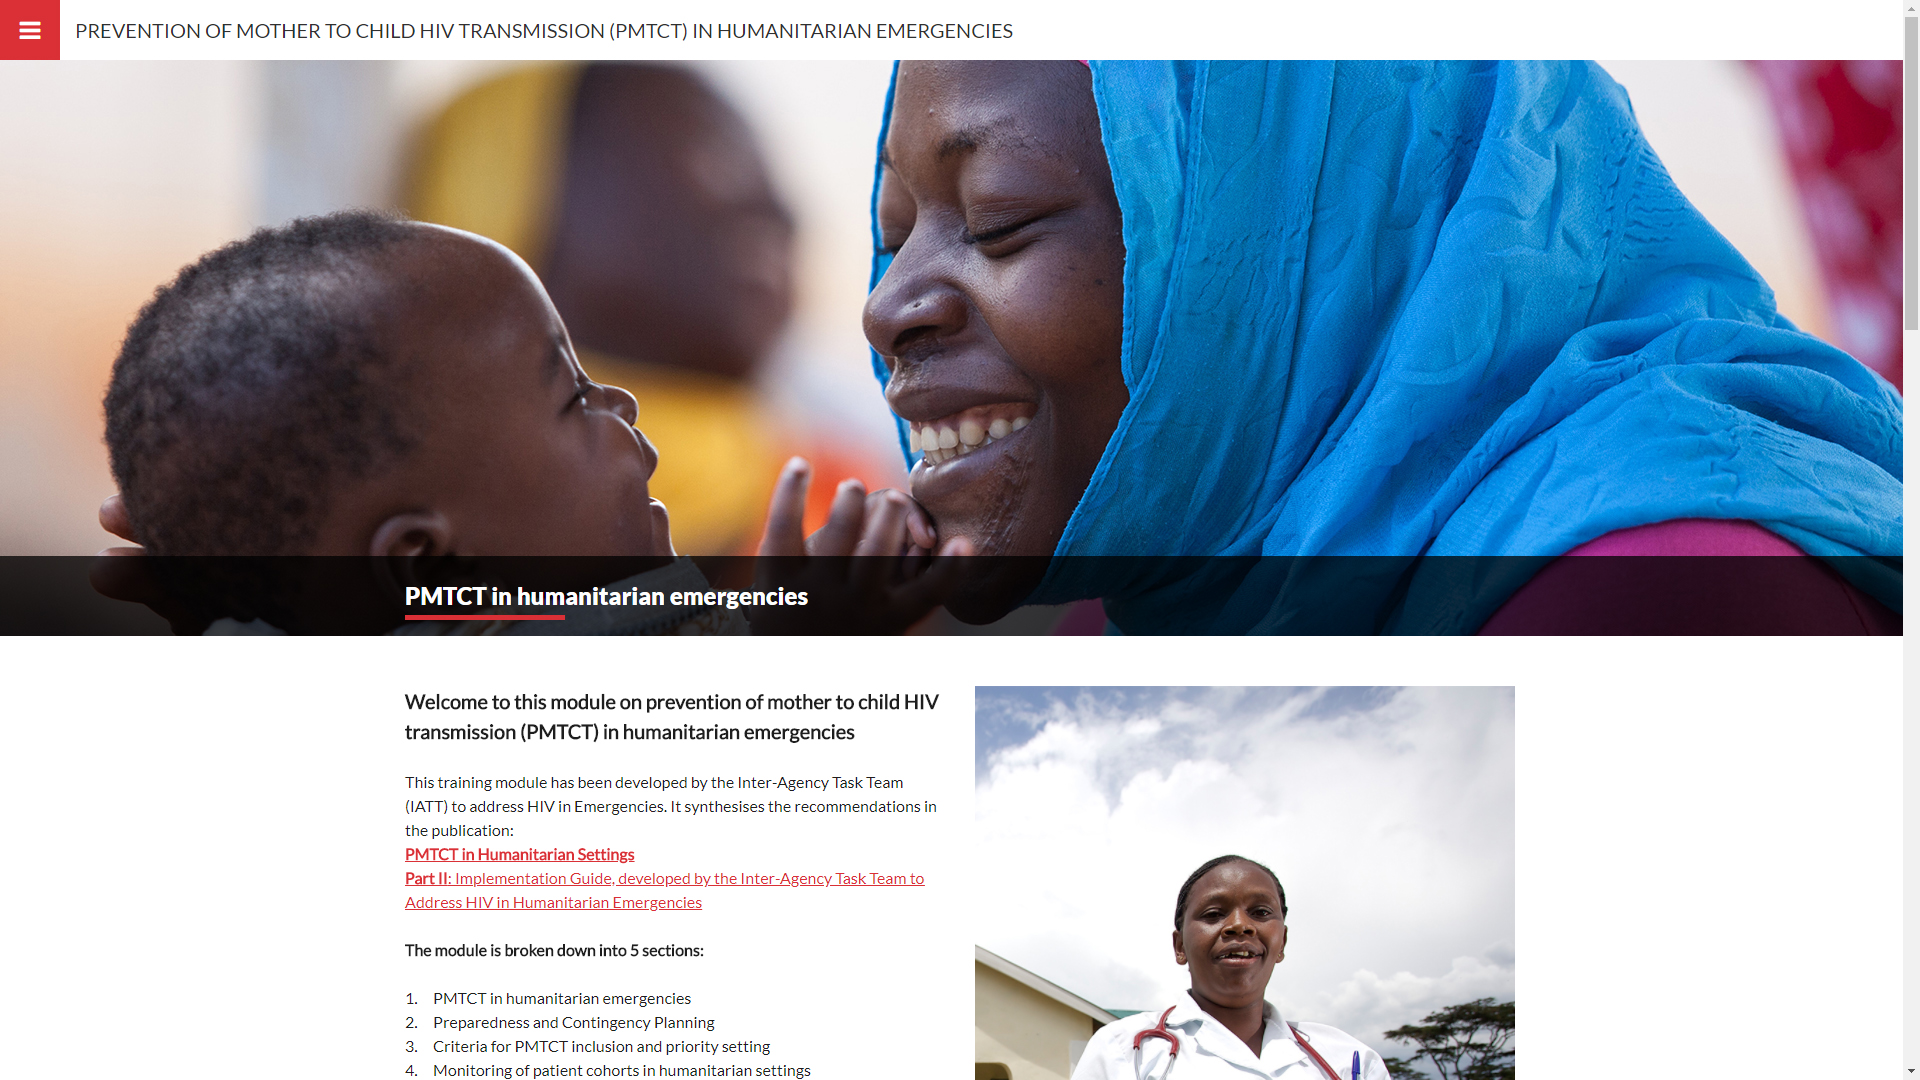 PREVENTION OF MOTHER TO CHILD HIV TRANSMISSION (PMTCT) IN HUMANITARIAN EMERGENCIES
PMTCT in humanitarian emergencies
Welcome to this module on prevention of mother to child HIV
transmission (PMTCT) in humanitarian emergencies
This training module has been developed by the Inter-Agency Task Team
(IATT) to address HIV in Emergencies. It synthesises the recommendations in
the publication:
PMTCT in Humanitarian Settings
Part II: Implementation Guide, developed by the Inter-Agency Task Team to
Address HIV in Humanitarian Emergencies
The module is broken down into 5 sections:
1. PMTCT in humanitarian emergencies
2. Preparedness and Contingency Planning
3. Criteria for PMTCT inclusion and priority setting
4. Monitoring of patient cohorts in humanitarian settings